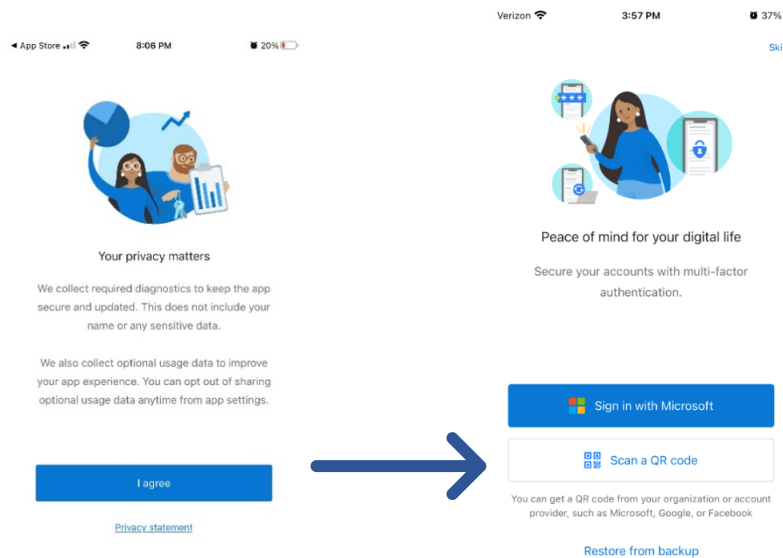 App Store
8:06 PM
20%
Your privacy matters
We collect required diagnostics to keep the app
secure and updated. This does not include your
name or any sensitive data.
We also collect optional usage data to improve
your app experience. You can opt out of sharing
optional usage data anytime from app settings.
I agree
Privacy statement
Verizon
3:57 PM
37%
Ski
Peace of mind for your digital life
Secure your accounts with multi-factor
authentication.
Sign in with Microsoft
Scan a QR code
You can get a QR code from your organization or account
provider, such as Microsoft, Google, or Facebook
Restore from backup